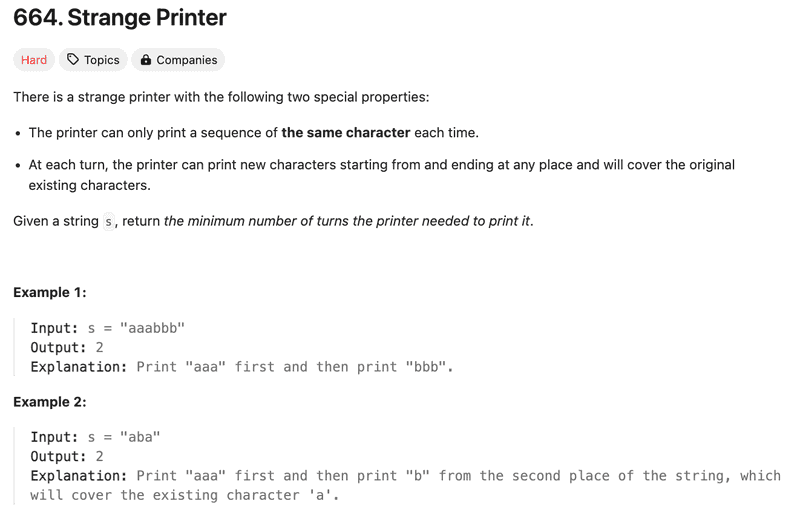 664. Strange Printer
Hard Topics Companies
There is a strange printer with the following two special properties:
• The printer can only print a sequence of the same character each time.
• At each turn, the printer can print new characters starting from and ending at any place and will cover the original
existing characters.
Given a string s, return the minimum number of turns the printer needed to print it.
Example 1:
Input: s = "aaabbb"
Output: 2
Explanation: Print "aaa" first and then print "bbb".
Example 2:
Input: s = "aba"
Output: 2
Explanation: Print "aaa" first and then print "b" from the second place of the string, which
will cover the existing character 'a'.